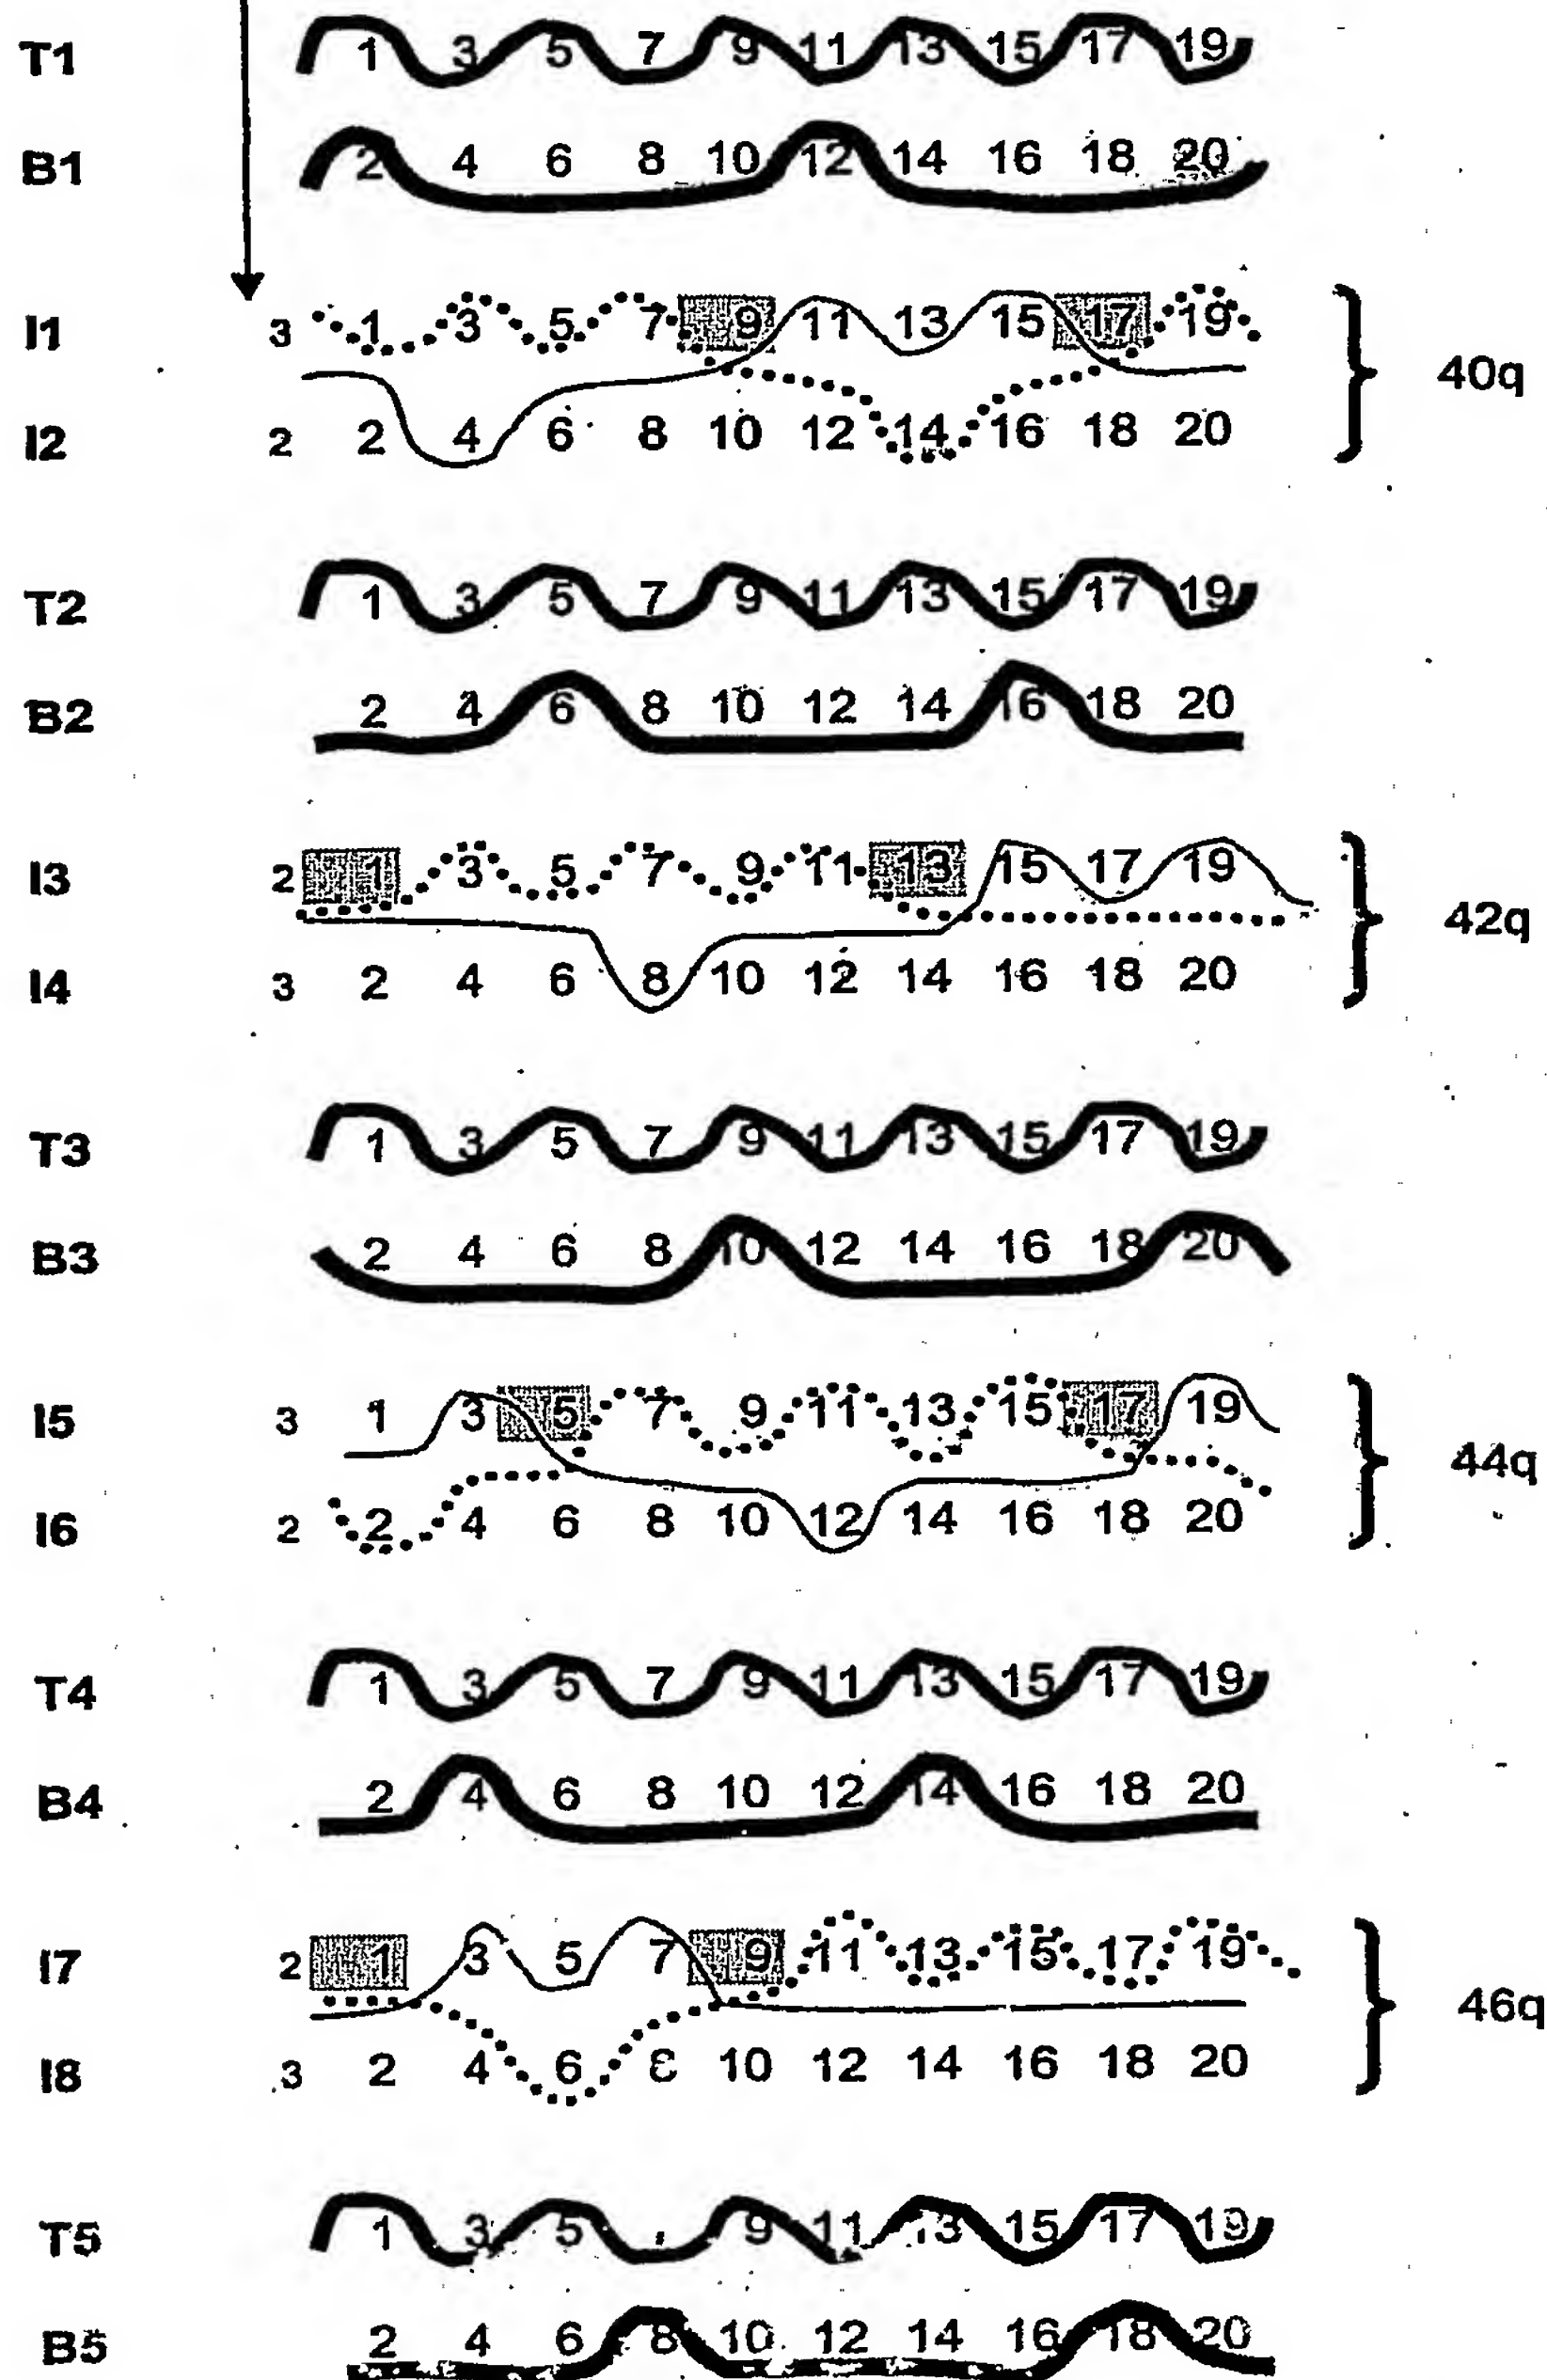 T1 1 3 5 7 9 11 13 15 17 19
B1 2 4 6 8 10 12 14 16 18 20
I1 3 1 3 5 7 9 11 13 15 17 19
40q
I2 2 2 4 6 8 10 12 14 16 18 20
T2 1 3 5 7 9 11 13 15 17 19
B2 2 4 6 8 10 12 14 16 18 20
I3 2 1 3 5 7 9 11 13 15 17 19
42q
I4 3 2 4 6 8 10 12 14 16 18 20
T3 1 3 5 7 9 11 13 15 17 19
B3 2 4 6 8 10 12 14 16 18 20
I5 3 1 3 5 7 9 11 13 15 17 19
44q
I6 2 2 4 6 8 10 12 14 16 18 20
T4 1 3 5 7 9 11 13 15 17 19
B4 2 4 6 8 10 12 14 16 18 20
I7 2 1 3 5 7 9 11 13 15 17 19
46q
I8 3 2 4 6 8 10 12 14 16 18 20
T5 1 3 5 9 11 13 15 17 19
B5 2 4 6 8 10 12 14 16 18 20